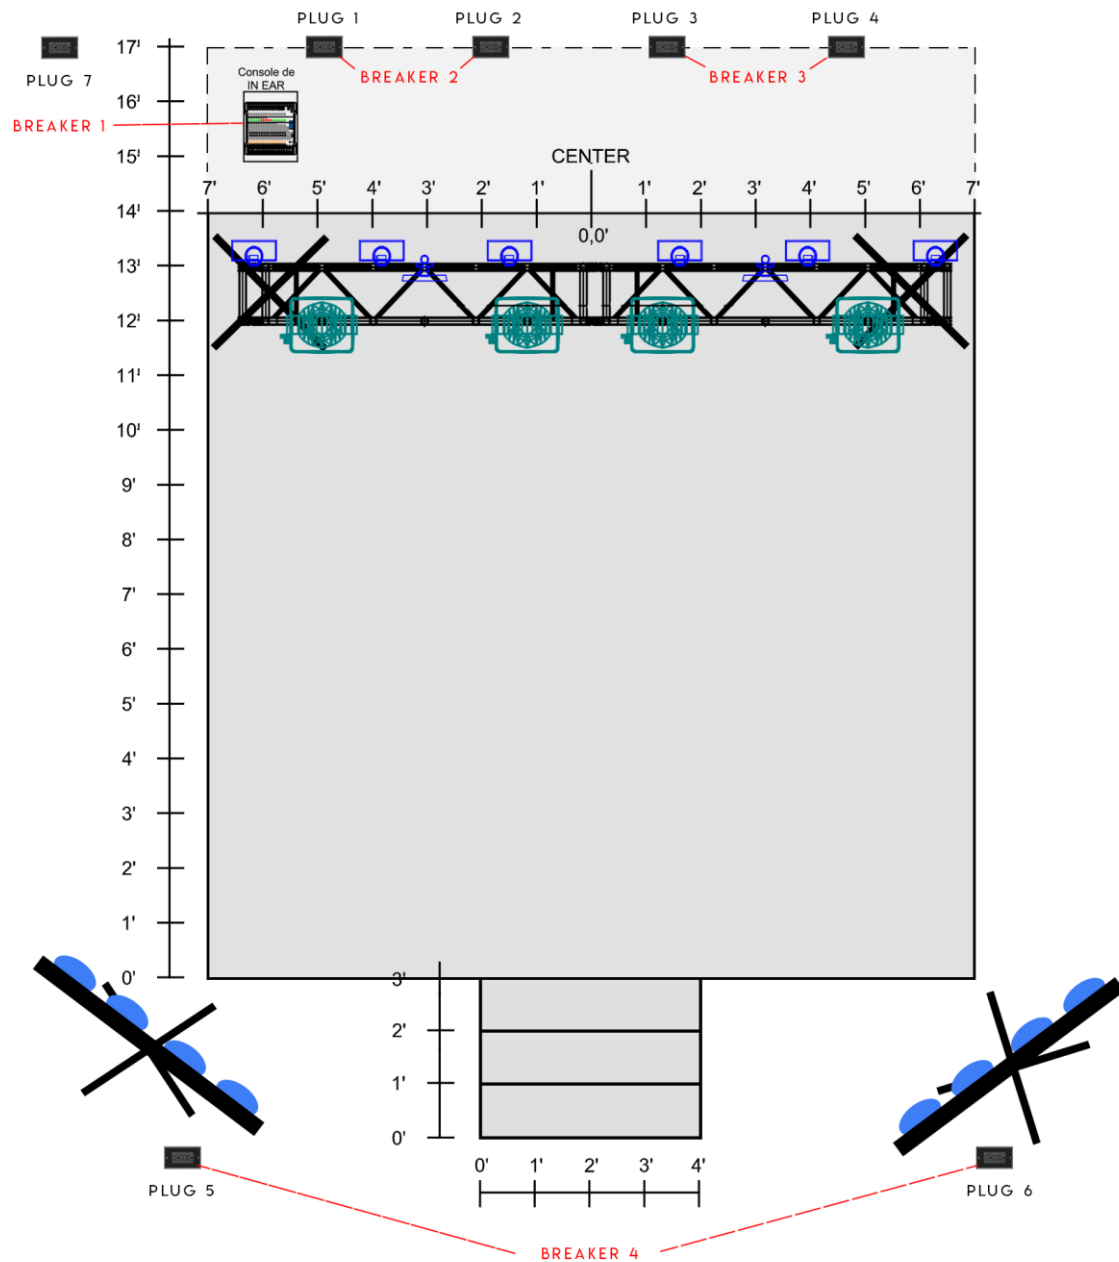 PLUG 1 PLUG 2 PLUG 3 PLUG 4
17'
PLUG 7
BREAKER 2 BREAKER 3
Console de
IN EAR
16'
BREAKER 1
15'
CENTER
7' 6' 5' 4' 3' 2' 1' 1' 2' 3' 4' 5' 6' 7'
14'
0,0'
13'
12'
11'
10'
9'
8'
7'
6'
5'
4'
3'
2'
1'
0'
3'
2'
1'
0'
0' 1' 2' 3' 4'
PLUG 5 PLUG 6
BREAKER 4